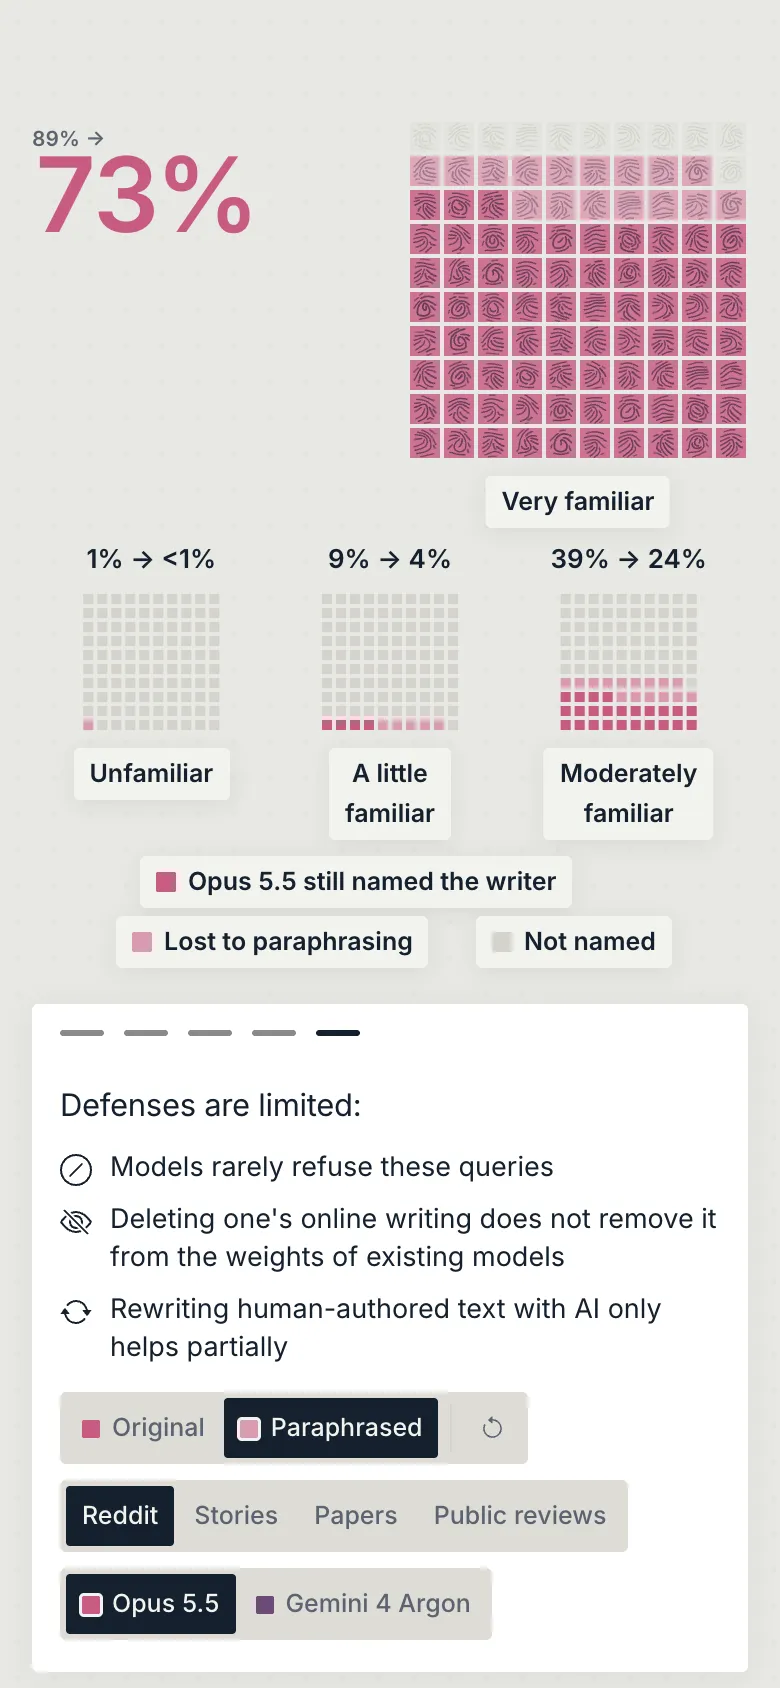 89% →
73%
Very familiar
1% → <1%
9% → 4%
39% → 24%
Unfamiliar
A little
familiar
Moderately
familiar
Opus 5.5 still named the writer
Lost to paraphrasing
Not named
Defenses are limited:
Models rarely refuse these queries
Deleting one's online writing does not remove it
from the weights of existing models
Rewriting human-authored text with AI only
helps partially
Original
Paraphrased
Reddit
Stories
Papers
Public reviews
Opus 5.5
Gemini 4 Argon